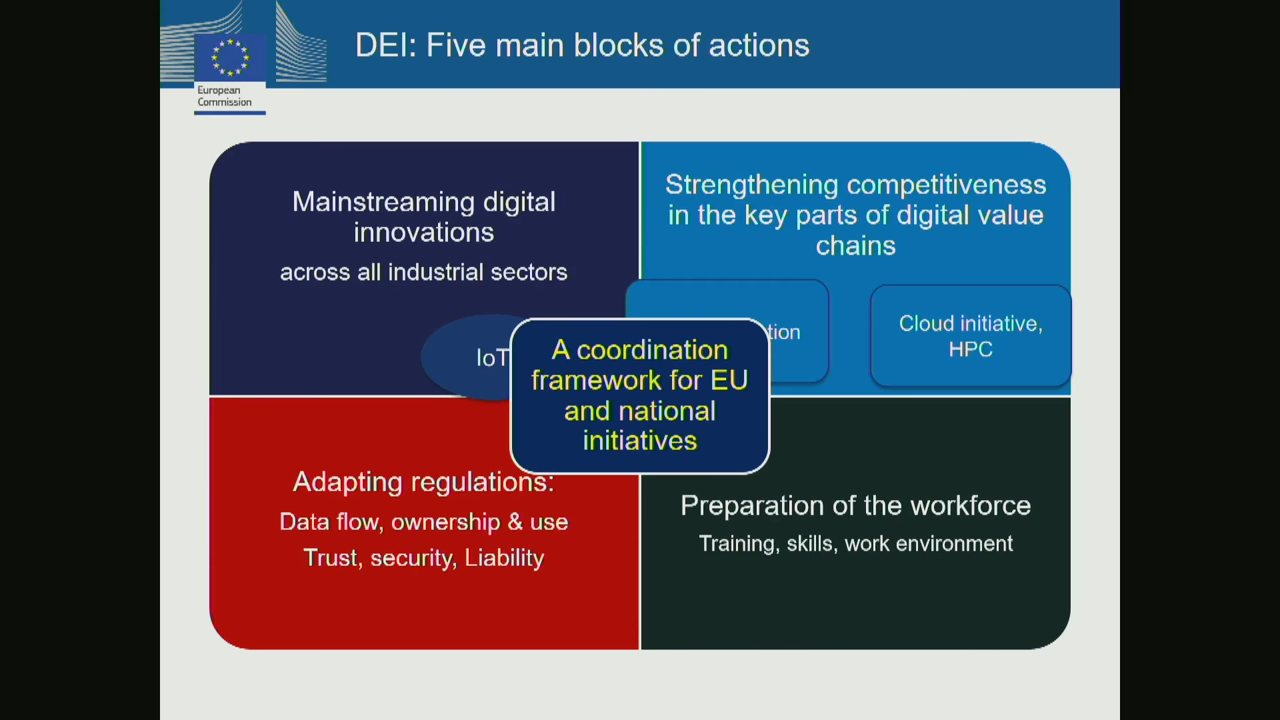 DEI: Five main blocks of actions
European
Commission
Mainstreaming digital
innovations
across all industrial sectors
Strengthening competitiveness
in the key parts of digital value
chains
IoT
Cloud initiative,
HPC
A coordination
framework for EU
and national
initiatives
Adapting regulations:
Data flow, ownership & use
Trust, security, Liability
Preparation of the workforce
Training, skills, work environment